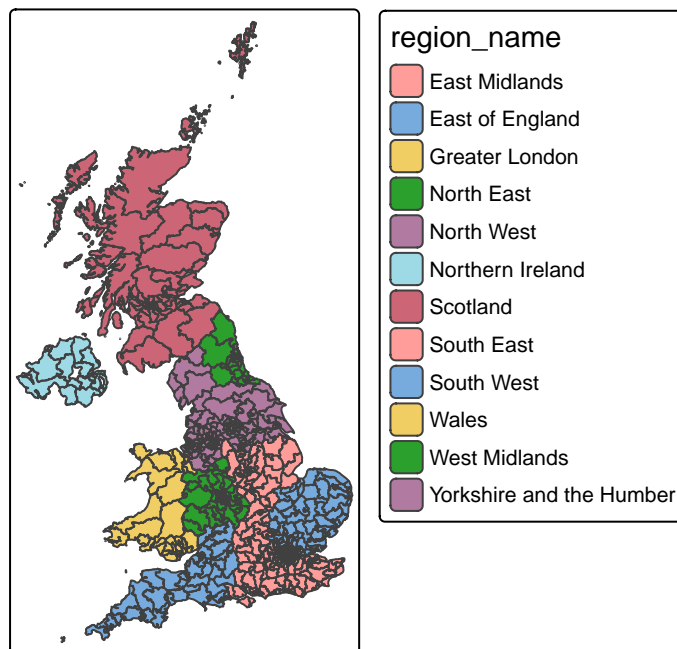 region_name
East Midlands
East of England
Greater London
North East
North West
Northern Ireland
Scotland
South East
South West
Wales
West Midlands
Yorkshire and the Humber